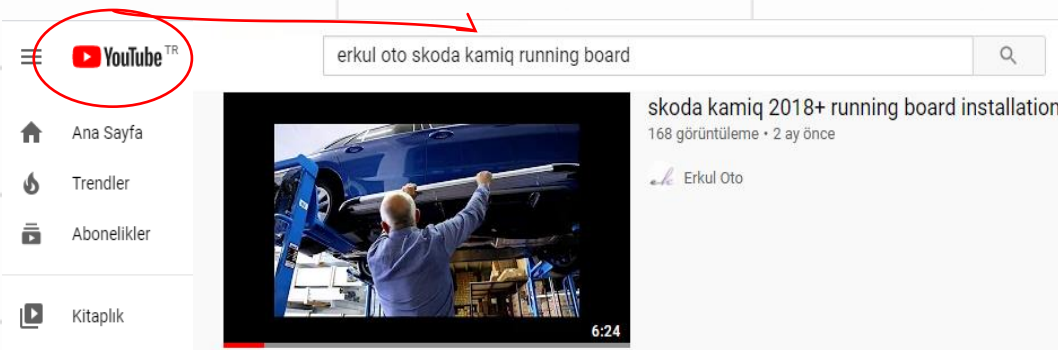 YouTube TR
erkul oto skoda kamiq running board
Ana Sayfa
Trendler
Abonelikler
Kitaplık
6:24
skoda kamiq 2018+ running board installation
168 görüntüleme • 2 ay önce
Erkul Oto